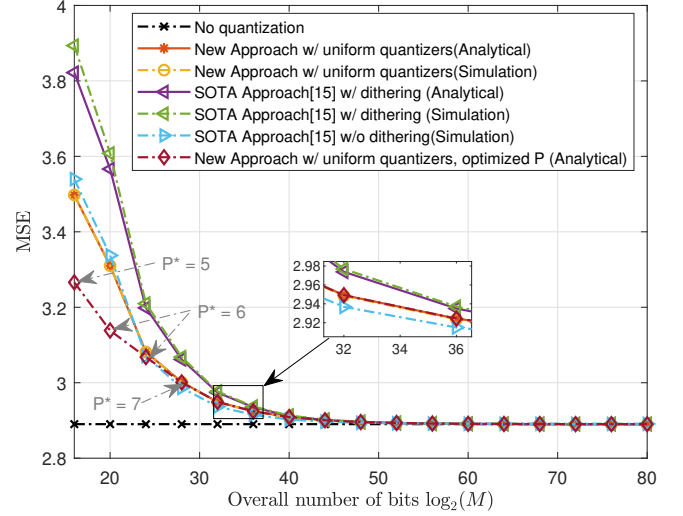 4
3.8
3.6
3.4
3.2
3
2.8
MSE
No quantization
New Approach w/ uniform quantizers(Analytical)
New Approach w/ uniform quantizers(Simulation)
SOTA Approach[15] w/ dithering (Analytical)
SOTA Approach[15] w/ dithering (Simulation)
SOTA Approach[15] w/o dithering(Simulation)
New Approach w/ uniform quantizers, optimized P (Analytical)
P* = 5
P* = 6
P* = 7
2.98
2.96
2.94
2.92
32 34 36
20 30 40 50 60 70 80
Overall number of bits log₂(M)